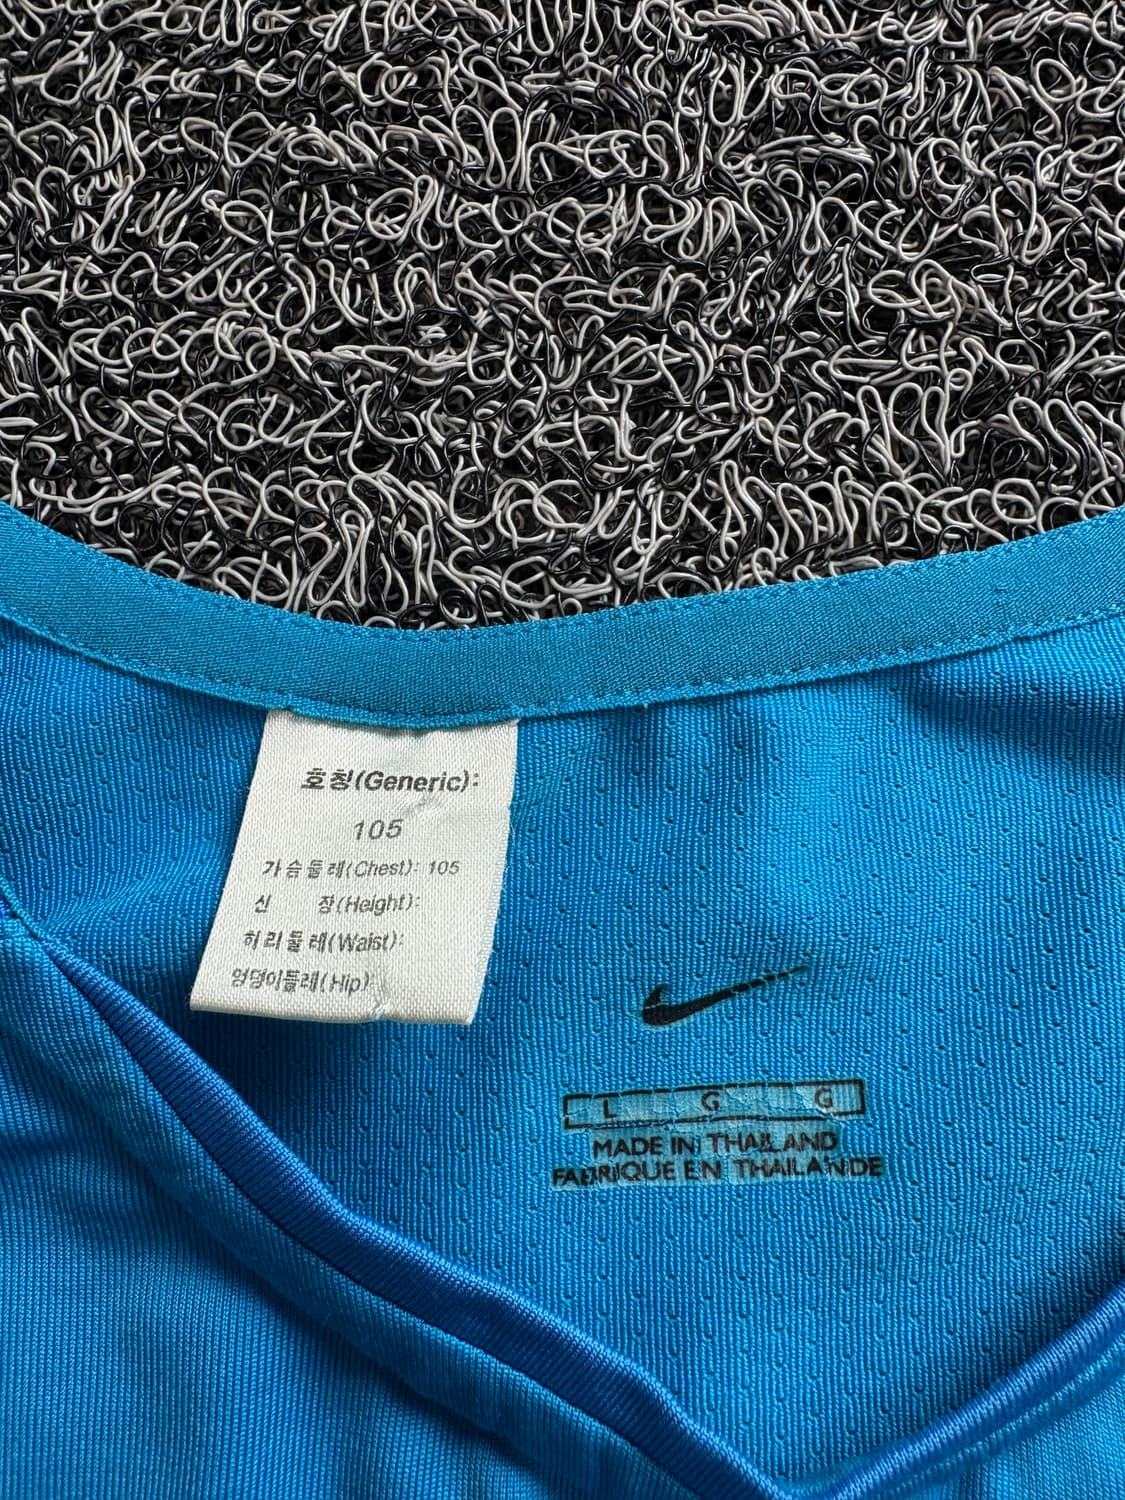 호칭(Generic):
105
가슴둘레(Chest): 105
신 장(Height):
허리둘레(Waist):
엉덩이둘레(Hip)
L G G
MADE IN THAILAND
FABRIQUE EN THAILANDE